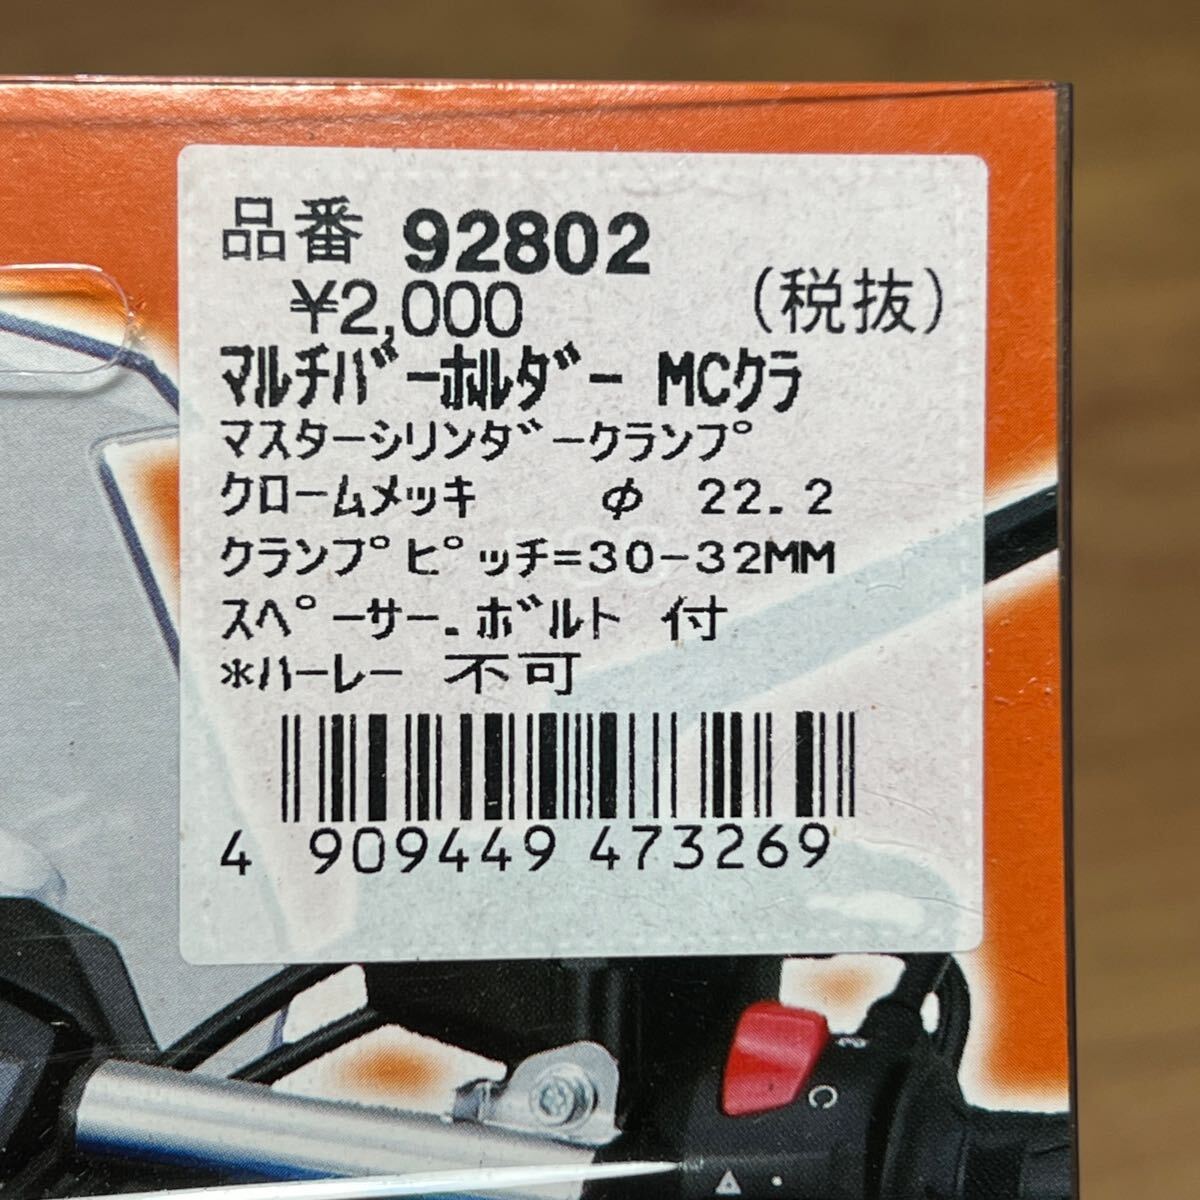 品番 92802
¥2,000 (税抜)
マルチバーホルダー MCクラ
マスターシリンダークランプ
クロームメッキ φ 22.2
クランプピッチ=30-32MM
スペーサー.ボルト 付
*ハーレー 不可
4 909449 473269